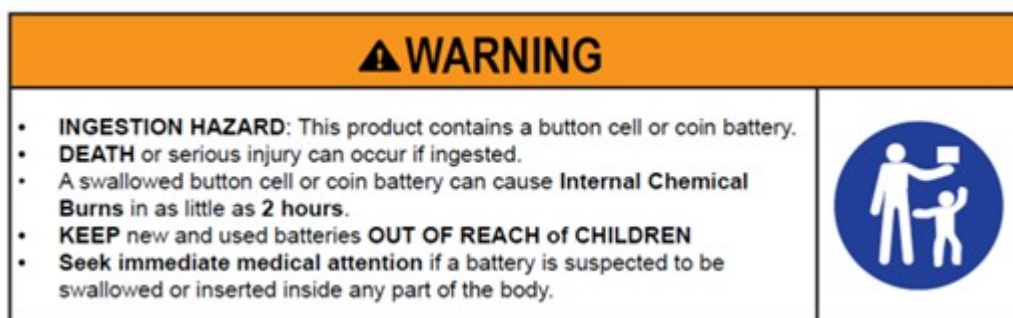 WARNING
• INGESTION HAZARD: This product contains a button cell or coin battery.
• DEATH or serious injury can occur if ingested.
• A swallowed button cell or coin battery can cause Internal Chemical
Burns in as little as 2 hours.
• KEEP new and used batteries OUT OF REACH of CHILDREN
• Seek immediate medical attention if a battery is suspected to be
swallowed or inserted inside any part of the body.